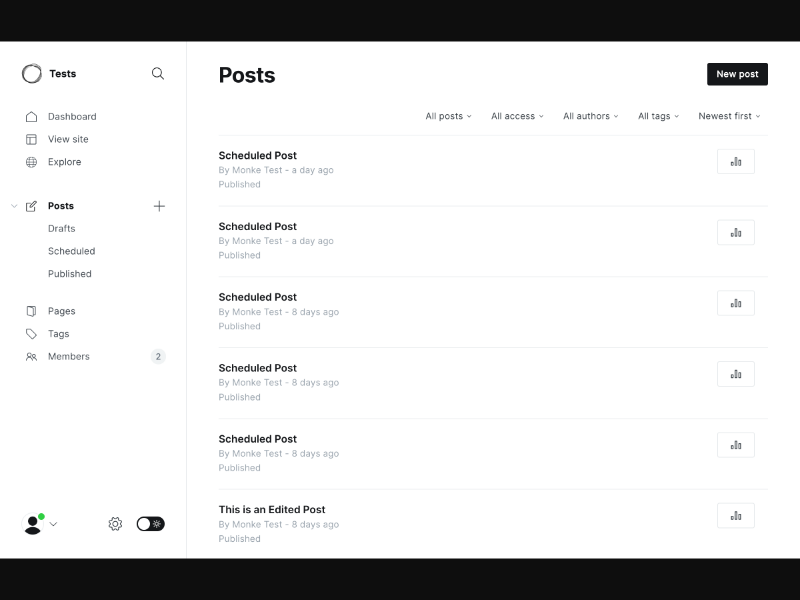 Tests
Dashboard
View site
Explore
Posts
Drafts
Scheduled
Published
Pages
Tags
Members 2
Posts
New post
All posts All access All authors All tags Newest first
Scheduled Post
By Monke Test - a day ago
Published
Scheduled Post
By Monke Test - a day ago
Published
Scheduled Post
By Monke Test - 8 days ago
Published
Scheduled Post
By Monke Test - 8 days ago
Published
Scheduled Post
By Monke Test - 8 days ago
Published
This is an Edited Post
By Monke Test - 8 days ago
Published